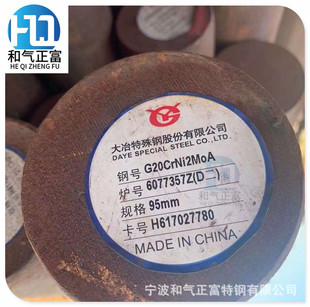 HQ
和气正富
HE QI ZHENG FU
大冶特殊钢股份有限公司
DAYE SPECIAL STEEL CO., LTD.
钢号 G20CrNi2MoA
炉号 6077357Z(D二)
规格 95mm
卡号 H617027780
MADE IN CHINA
宁波和气正富特钢有限公司